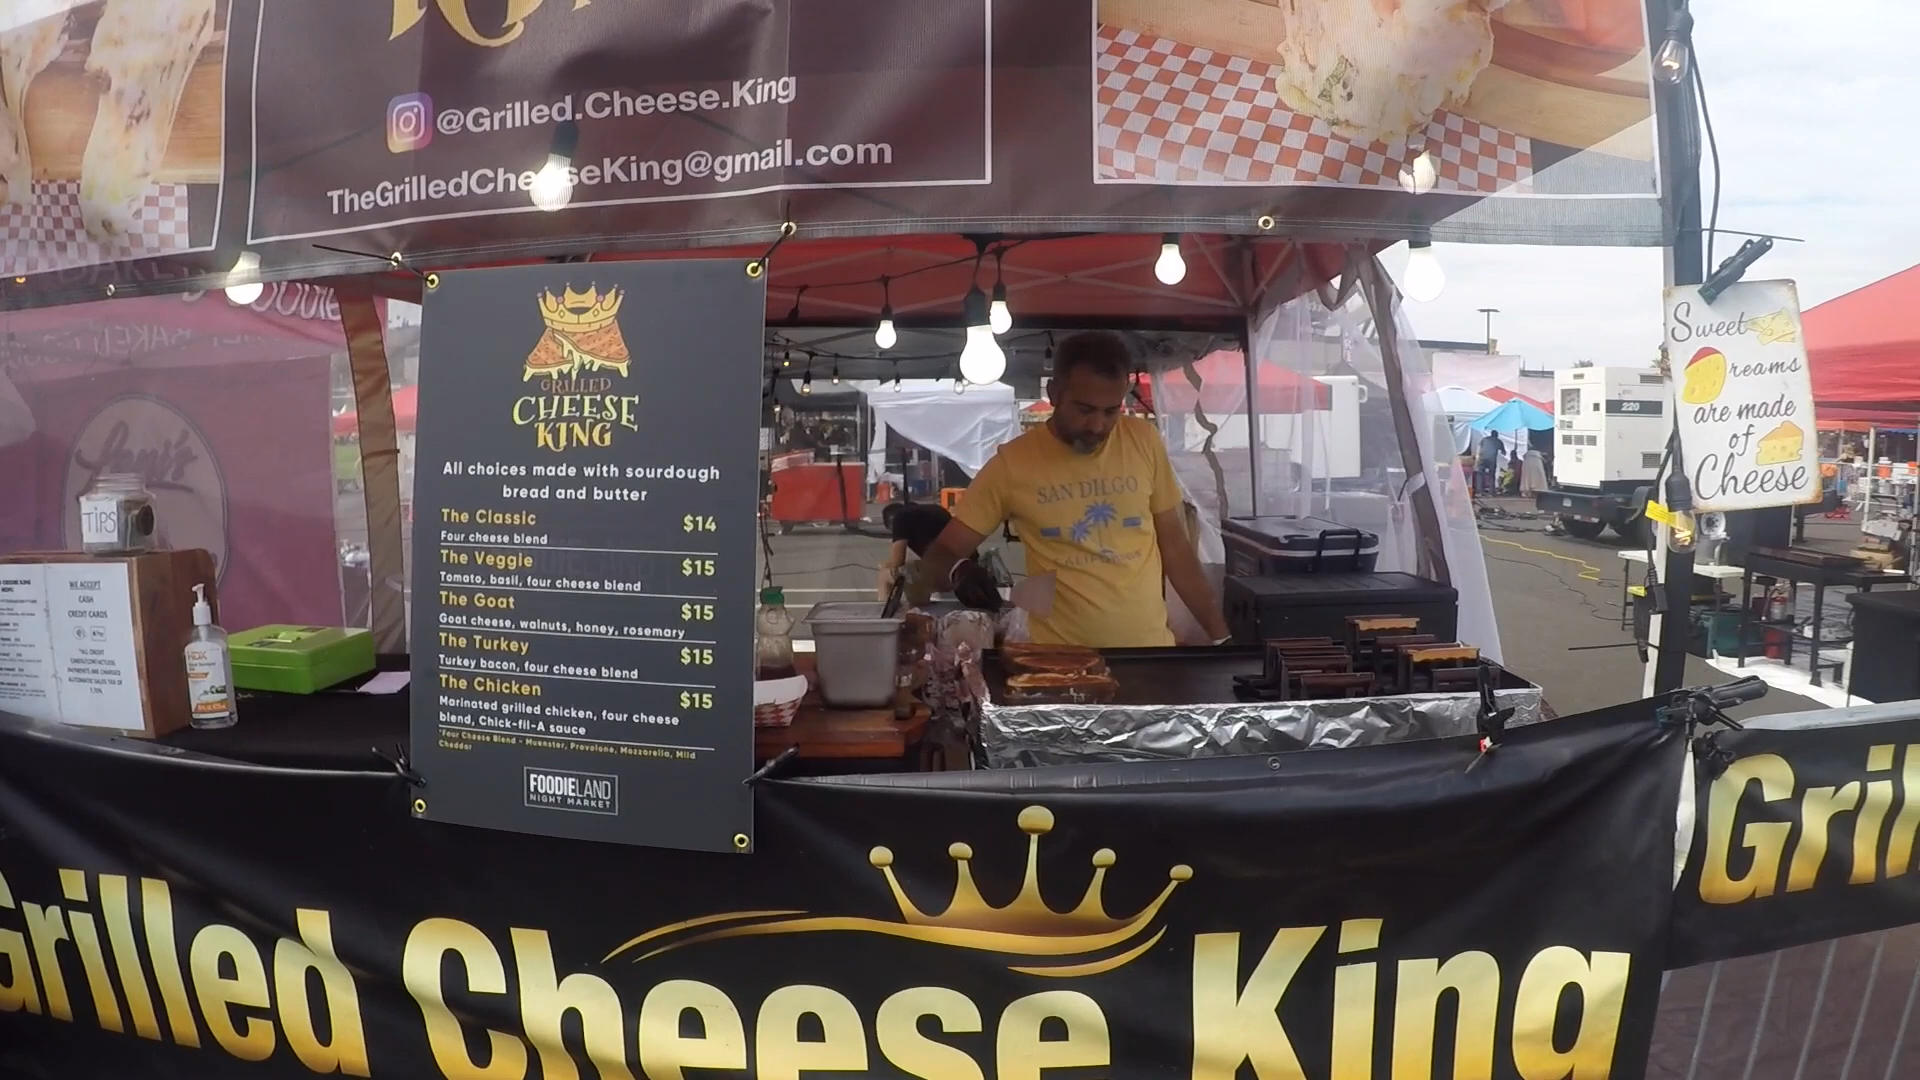 @Grilled.Cheese.King
TheGrilledCheeseKing@gmail.com
GRILLED
CHEESE
KING
All choices made with sourdough
bread and butter
The Classic $14
Four cheese blend
The Veggie $15
Tomato, basil, four cheese blend
The Goat $15
Goat cheese, walnuts, honey, rosemary
The Turkey $15
Turkey bacon, four cheese blend
The Chicken $15
Marinated grilled chicken, four cheese
blend, Chick-fil-A sauce
*Four Cheese Blend - Muenster, Provolone, Mozzarella, Mild
Cheddar
FOODIELAND
NIGHT MARKET
TIPS
WE ACCEPT
CASH
CREDIT CARDS
HDX
SAN DIEGO
220
Sweet
Dreams
are made
of
Cheese
Grilled Cheese King
Gril